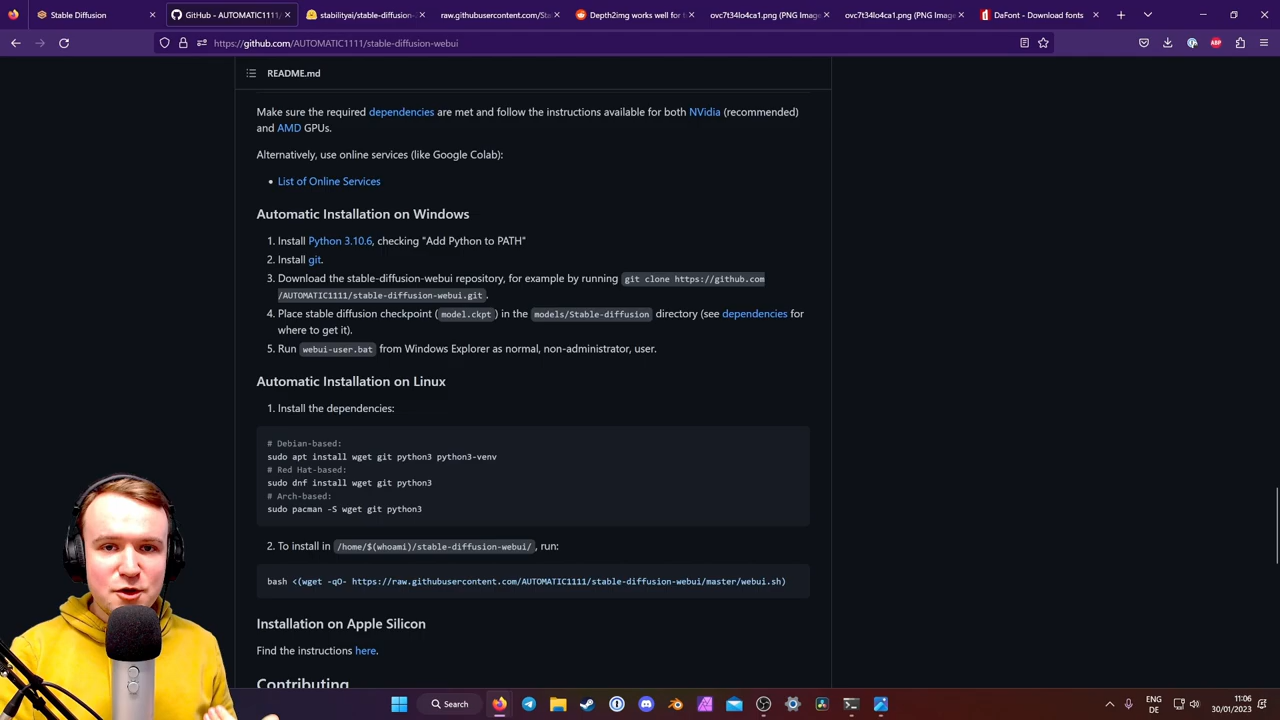 Stable Diffusion
GitHub - AUTOMATIC1111/
stabilityai/stable-diffusion-
raw.githubusercontent.com/Sta
Depth2img works well for
ovc7t34lo4ca1.png (PNG Image
ovc7t34lo4ca1.png (PNG Image
DaFont - Download fonts
https://github.com/AUTOMATIC1111/stable-diffusion-webui
ABP
README.md
Make sure the required dependencies are met and follow the instructions available for both NVidia (recommended)
and AMD GPUs.
Alternatively, use online services (like Google Colab):
• List of Online Services
Automatic Installation on Windows
1. Install Python 3.10.6, checking "Add Python to PATH"
2. Install git.
3. Download the stable-diffusion-webui repository, for example by running git clone https://github.com
/AUTOMATIC1111/stable-diffusion-webui.git.
4. Place stable diffusion checkpoint (model.ckpt) in the models/Stable-diffusion directory (see dependencies for
where to get it).
5. Run webui-user.bat from Windows Explorer as normal, non-administrator, user.
Automatic Installation on Linux
1. Install the dependencies:
# Debian-based:
sudo apt install wget git python3 python3-venv
# Red Hat-based:
sudo dnf install wget git python3
# Arch-based:
sudo pacman -S wget git python3
2. To install in /home/$(whoami)/stable-diffusion-webui/, run:
bash <(wget -qO- https://raw.githubusercontent.com/AUTOMATIC1111/stable-diffusion-webui/master/webui.sh)
Installation on Apple Silicon
Find the instructions here.
Contributing
Search
ENG
DE
11:06
30/01/2023